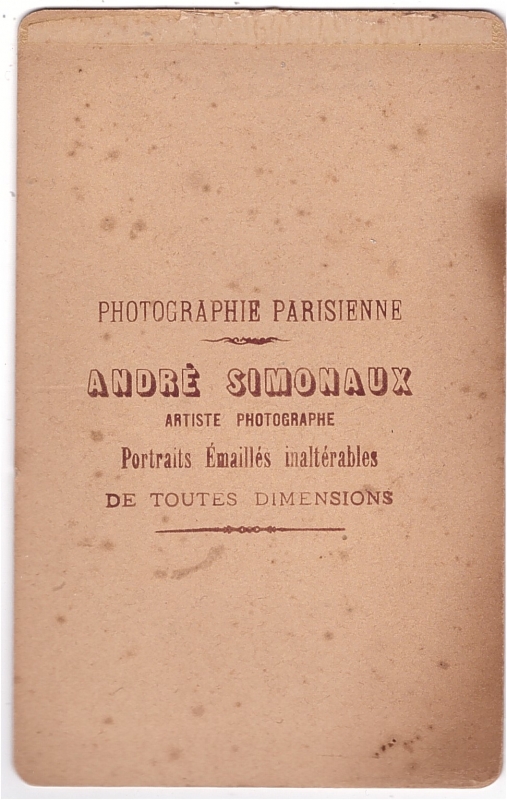 PHOTOGRAPHIE PARISIENNE
ANDRÈ SIMONAUX
ARTISTE PHOTOGRAPHE
Portraits Émaillés inaltérables
DE TOUTES DIMENSIONS